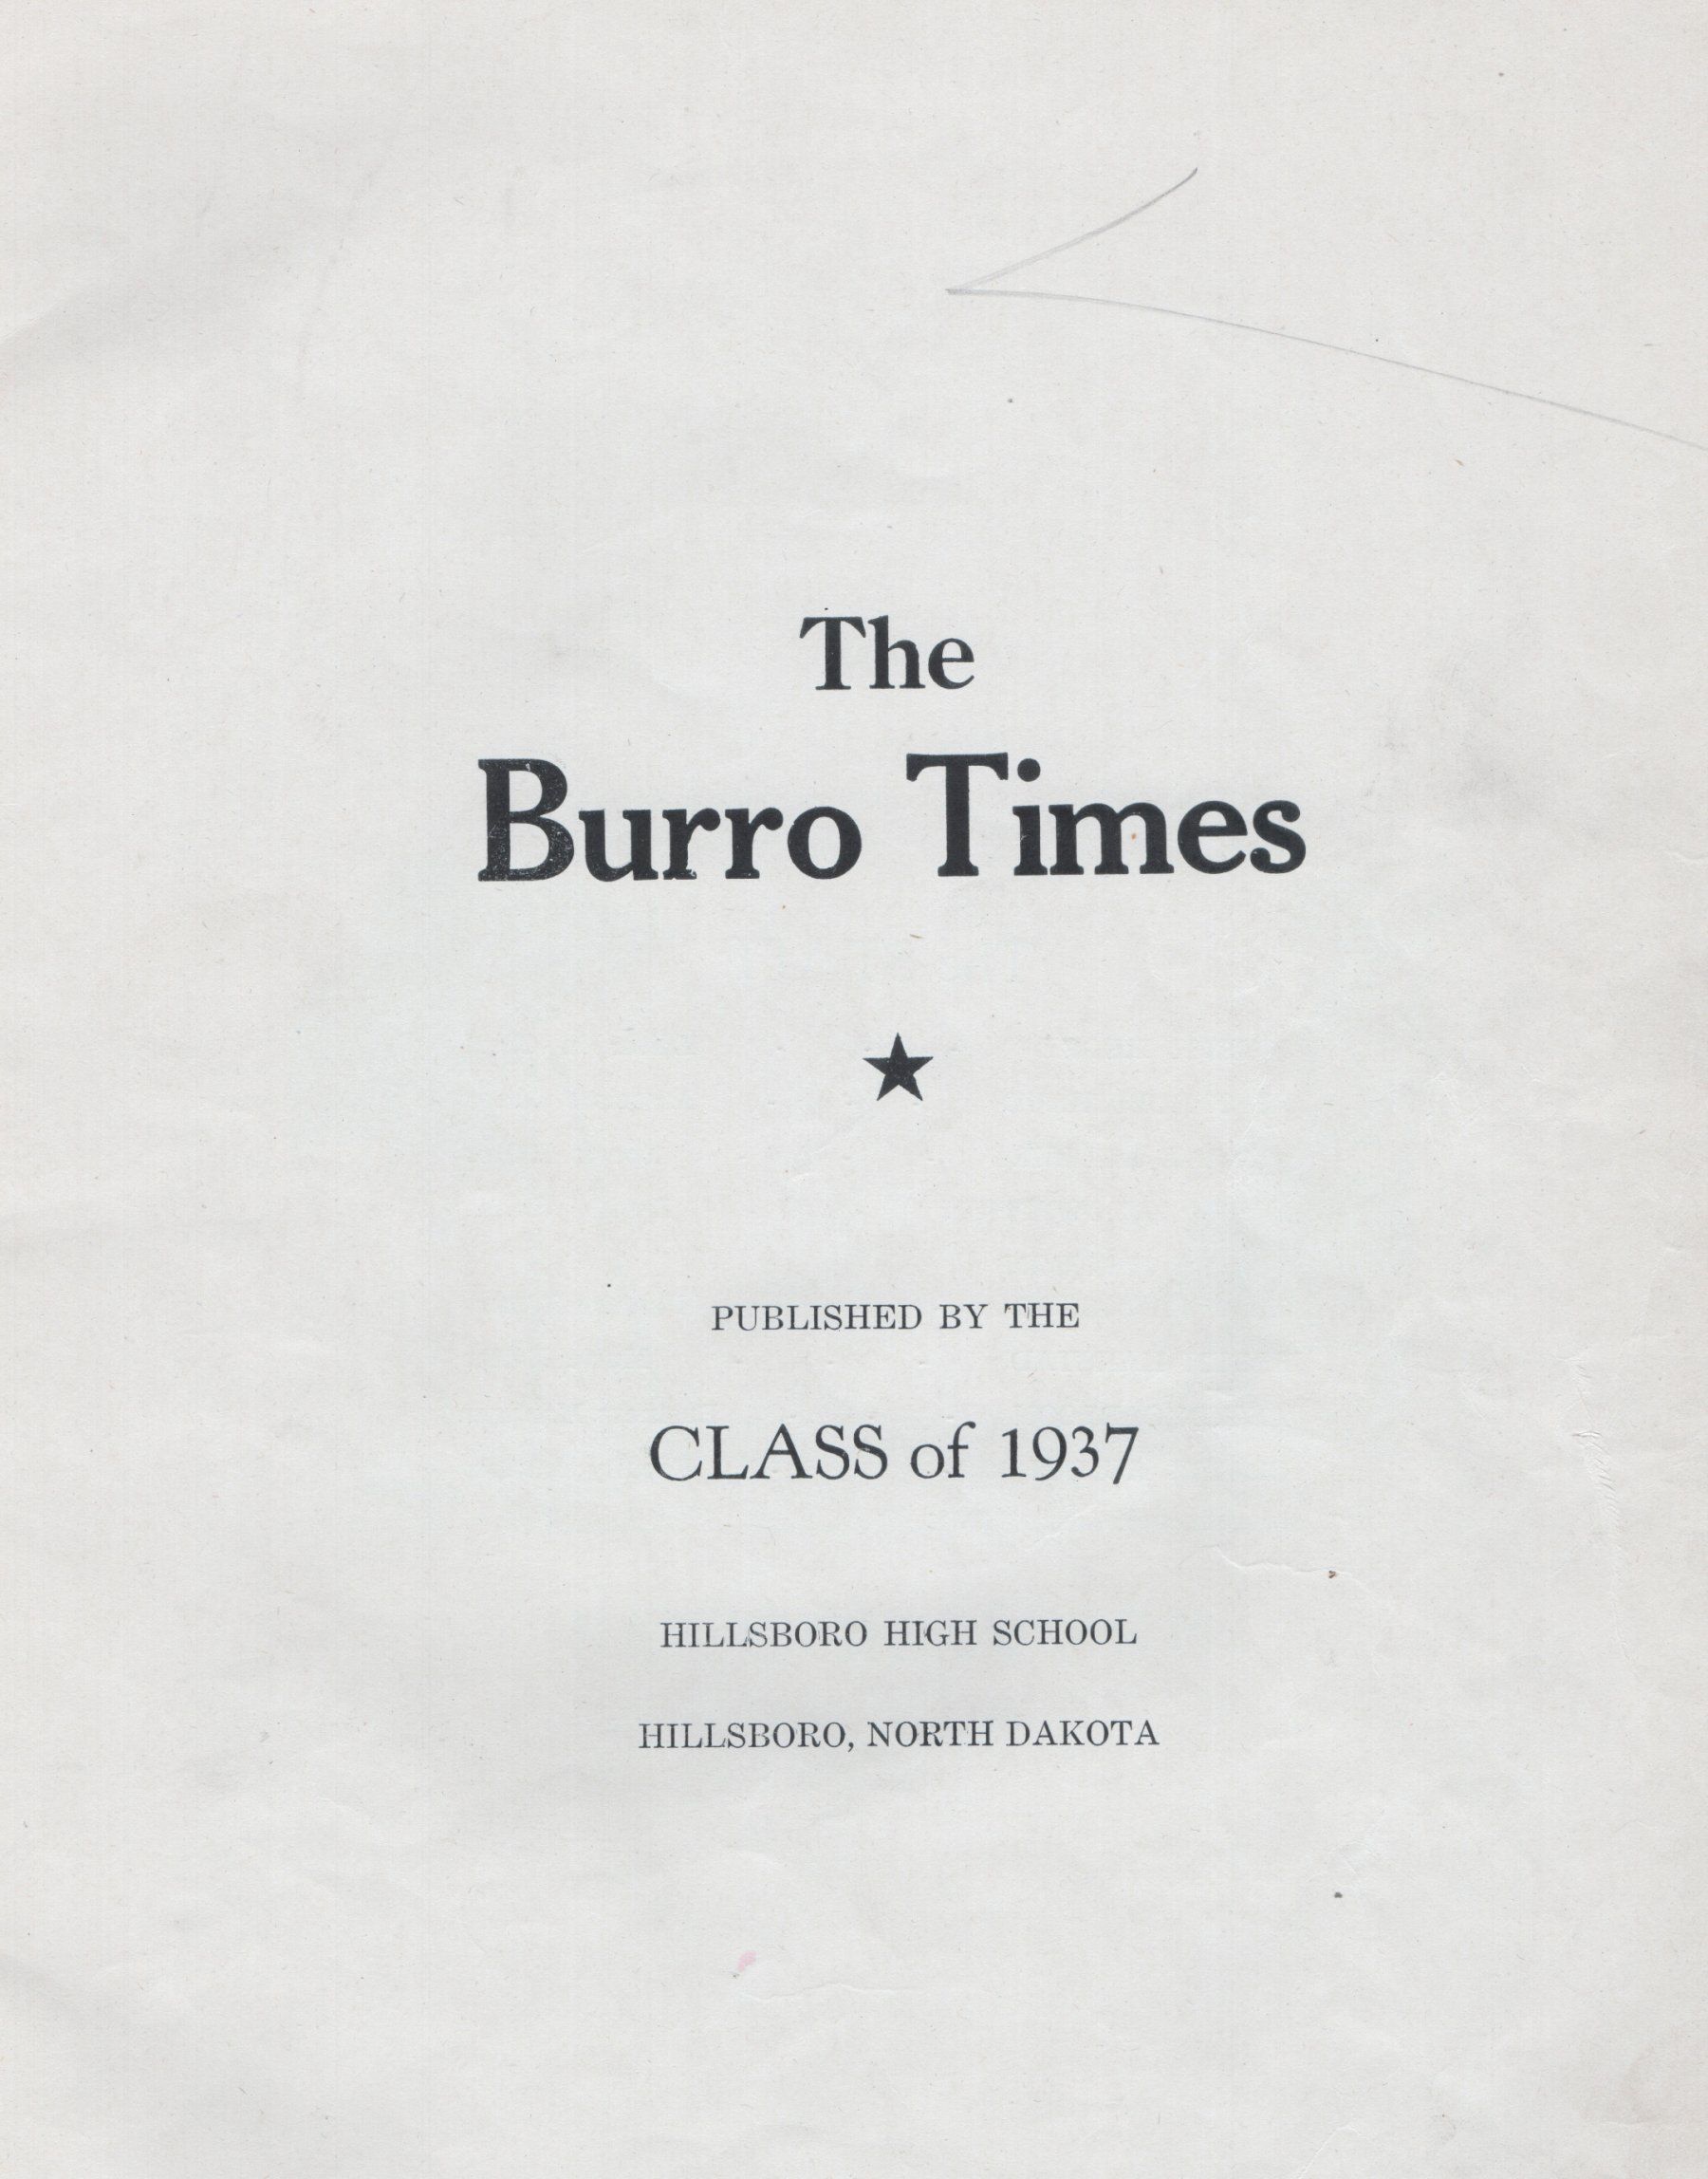 The
Burro Times
PUBLISHED BY THE
CLASS of 1937
HILLSBORO HIGH SCHOOL
HILLSBORO, NORTH DAKOTA